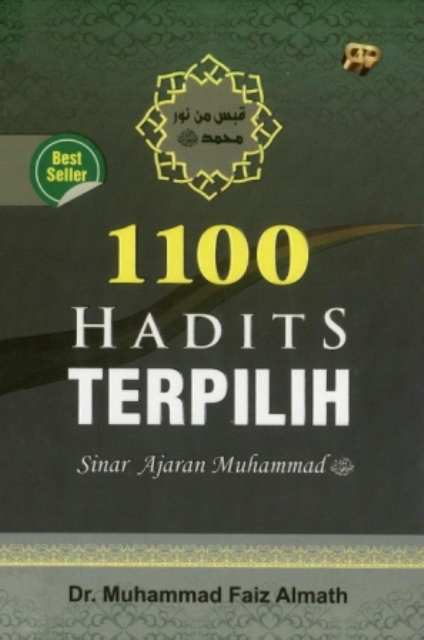 قبس من نور
محمد ﷺ
Best
Seller
1100
HADITS
TERPILIH
Sinar Ajaran Muhammad ﷺ
Dr. Muhammad Faiz Almath